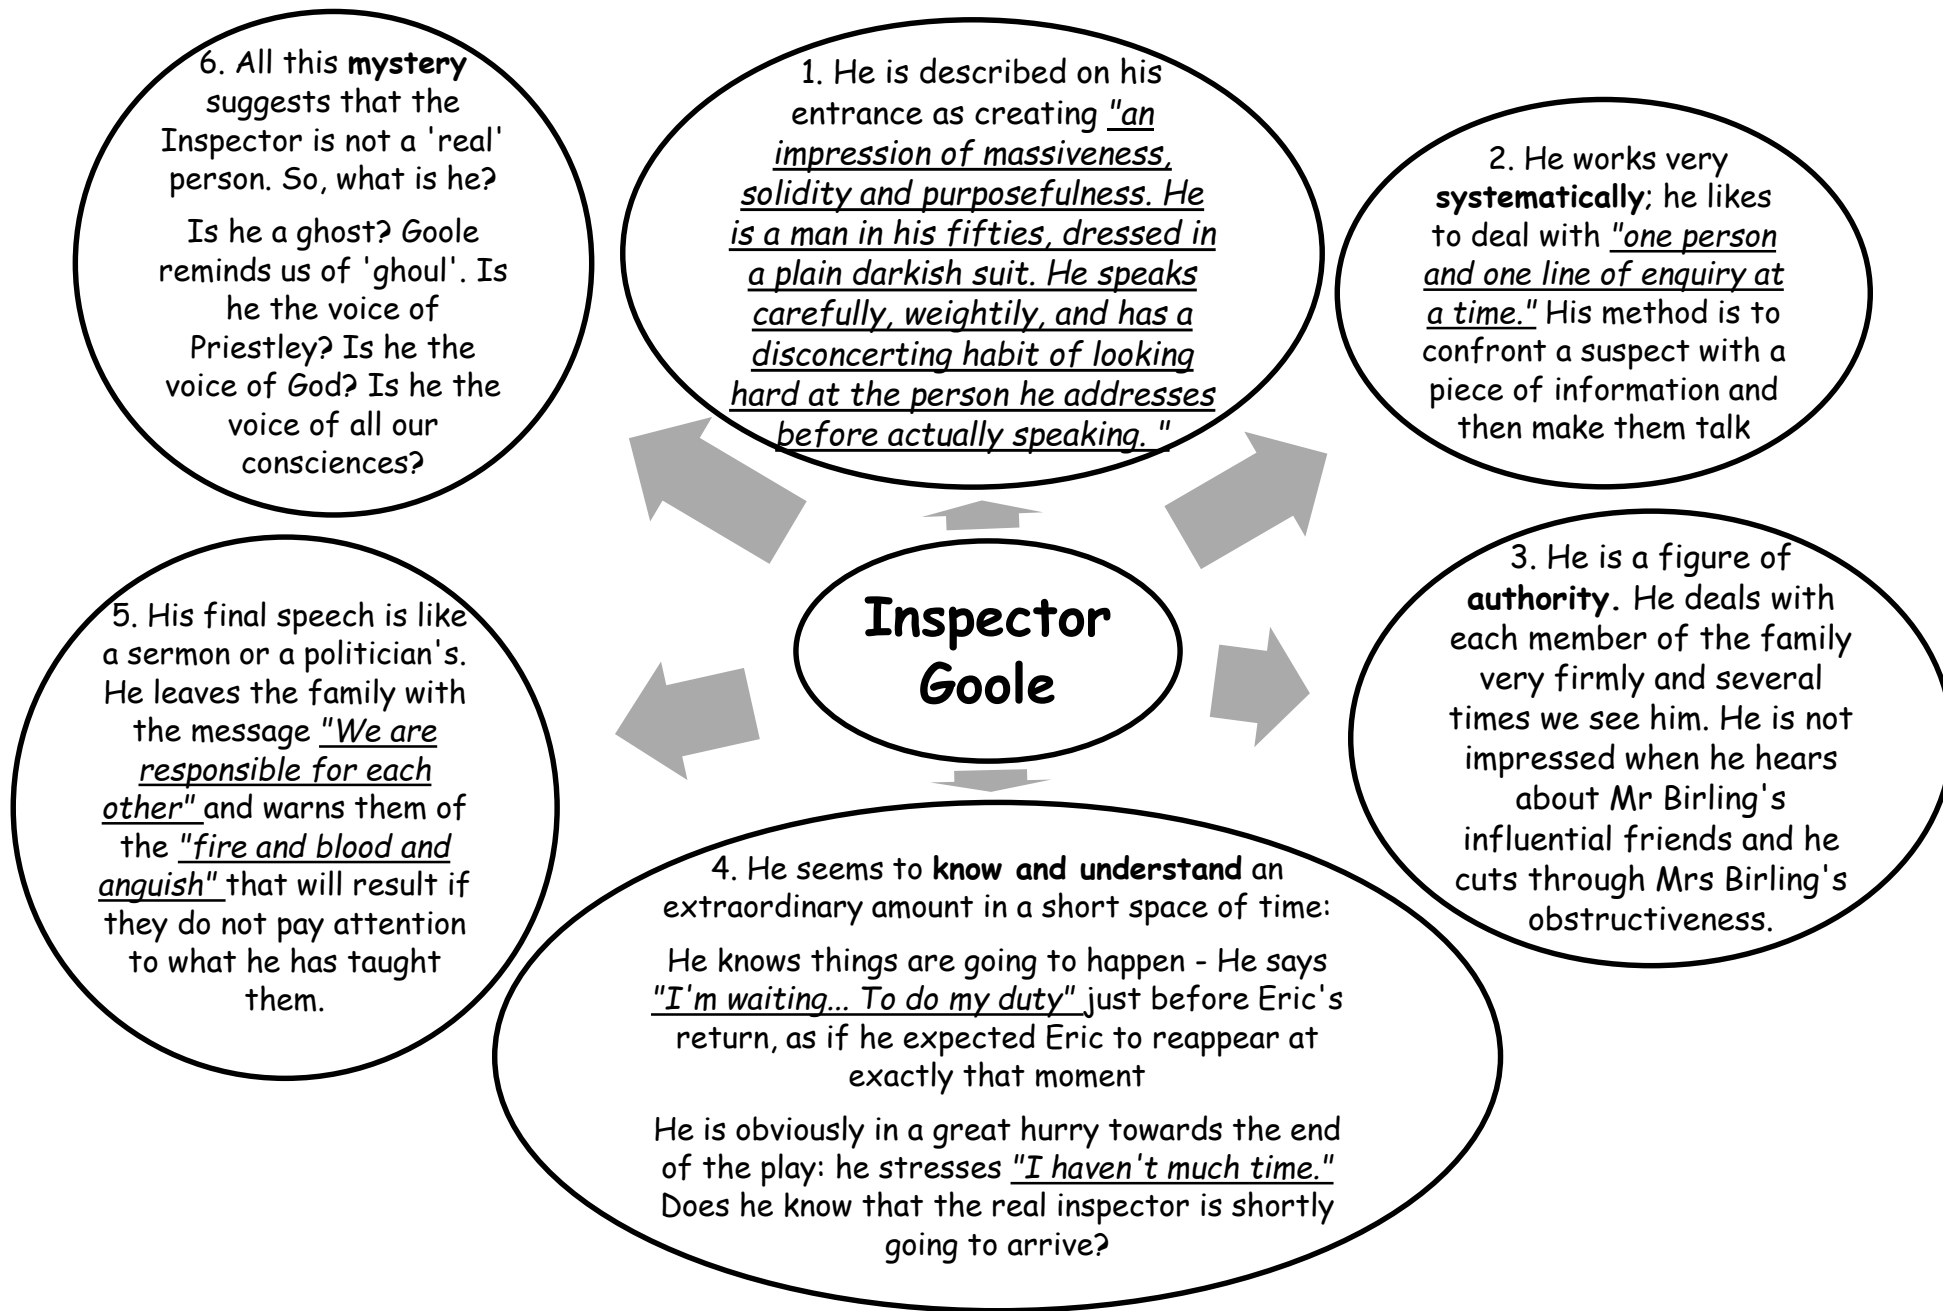 Inspector
Goole
1. He is described on his
entrance as creating "an
impression of massiveness,
solidity and purposefulness. He
is a man in his fifties, dressed in
a plain darkish suit. He speaks
carefully, weightily, and has a
disconcerting habit of looking
hard at the person he addresses
before actually speaking. "
2. He works very
systematically; he likes
to deal with "one person
and one line of enquiry at
a time." His method is to
confront a suspect with a
piece of information and
then make them talk
3. He is a figure of
authority. He deals with
each member of the family
very firmly and several
times we see him. He is not
impressed when he hears
about Mr Birling's
influential friends and he
cuts through Mrs Birling's
obstructiveness.
4. He seems to know and understand an
extraordinary amount in a short space of time:
He knows things are going to happen - He says
"I'm waiting... To do my duty" just before Eric's
return, as if he expected Eric to reappear at
exactly that moment
He is obviously in a great hurry towards the end
of the play: he stresses "I haven't much time."
Does he know that the real inspector is shortly
going to arrive?
5. His final speech is like
a sermon or a politician's.
He leaves the family with
the message "We are
responsible for each
other" and warns them of
the "fire and blood and
anguish" that will result if
they do not pay attention
to what he has taught
them.
6. All this mystery
suggests that the
Inspector is not a 'real'
person. So, what is he?
Is he a ghost? Goole
reminds us of 'ghoul'. Is
he the voice of
Priestley? Is he the
voice of God? Is he the
voice of all our
consciences?